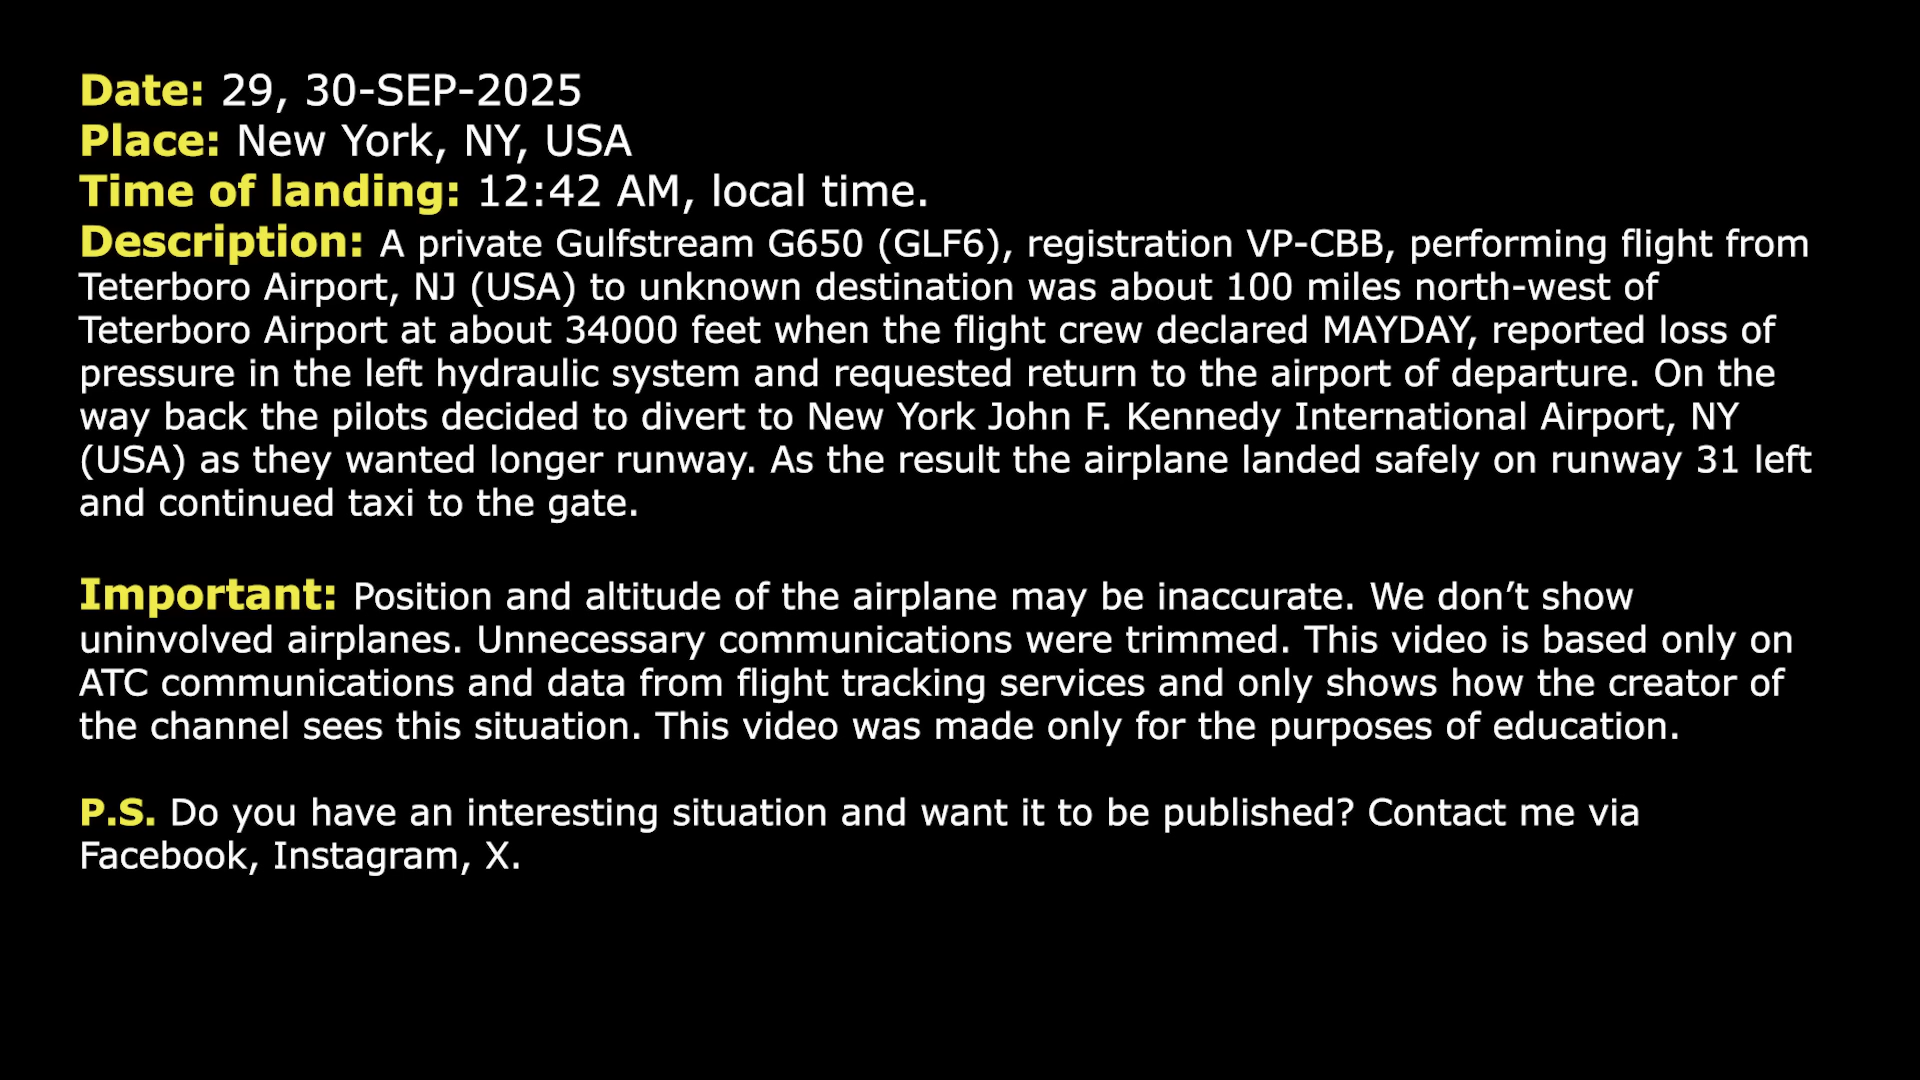 Date: 29, 30-SEP-2025
Place: New York, NY, USA
Time of landing: 12:42 AM, local time.
Description: A private Gulfstream G650 (GLF6), registration VP-CBB, performing flight from
Teterboro Airport, NJ (USA) to unknown destination was about 100 miles north-west of
Teterboro Airport at about 34000 feet when the flight crew declared MAYDAY, reported loss of
pressure in the left hydraulic system and requested return to the airport of departure. On the
way back the pilots decided to divert to New York John F. Kennedy International Airport, NY
(USA) as they wanted longer runway. As the result the airplane landed safely on runway 31 left
and continued taxi to the gate.
Important: Position and altitude of the airplane may be inaccurate. We don’t show
uninvolved airplanes. Unnecessary communications were trimmed. This video is based only on
ATC communications and data from flight tracking services and only shows how the creator of
the channel sees this situation. This video was made only for the purposes of education.
P.S. Do you have an interesting situation and want it to be published? Contact me via
Facebook, Instagram, X.